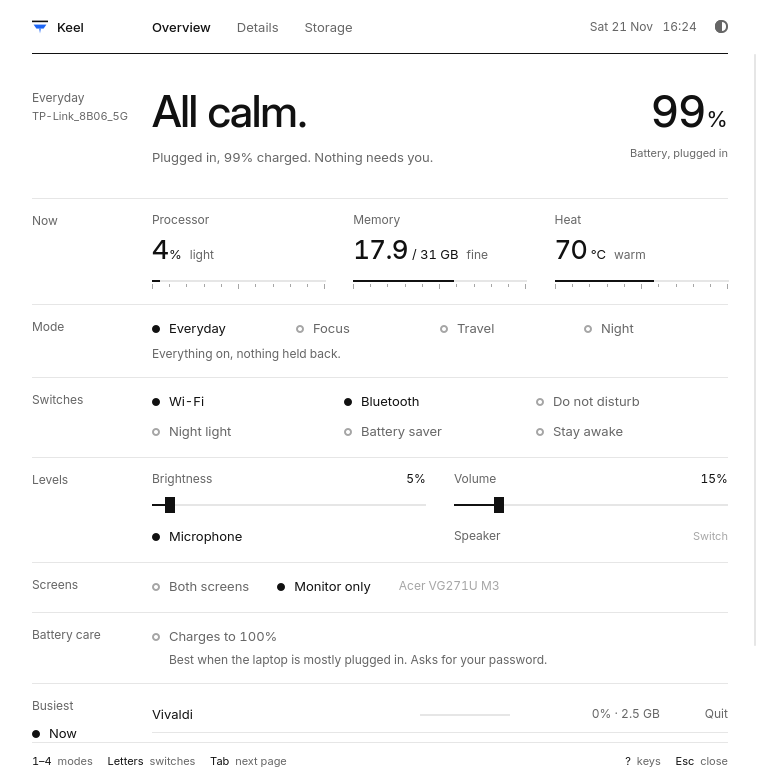 Keel Overview Details Storage Sat 21 Nov 16:24
Everyday
TP-Link_8B06_5G
All calm.
99%
Plugged in, 99% charged. Nothing needs you.
Battery, plugged in
Now
Processor Memory Heat
4% light 17.9 / 31 GB fine 70 °C warm
Mode Everyday Focus Travel Night
Everything on, nothing held back.
Switches Wi-Fi Bluetooth Do not disturb
Night light Battery saver Stay awake
Levels Brightness 5% Volume 15%
Microphone Speaker Switch
Screens Both screens Monitor only Acer VG271U M3
Battery care Charges to 100%
Best when the laptop is mostly plugged in. Asks for your password.
Busiest
Vivaldi 0% · 2.5 GB Quit
Now
1–4 modes Letters switches Tab next page ? keys Esc close